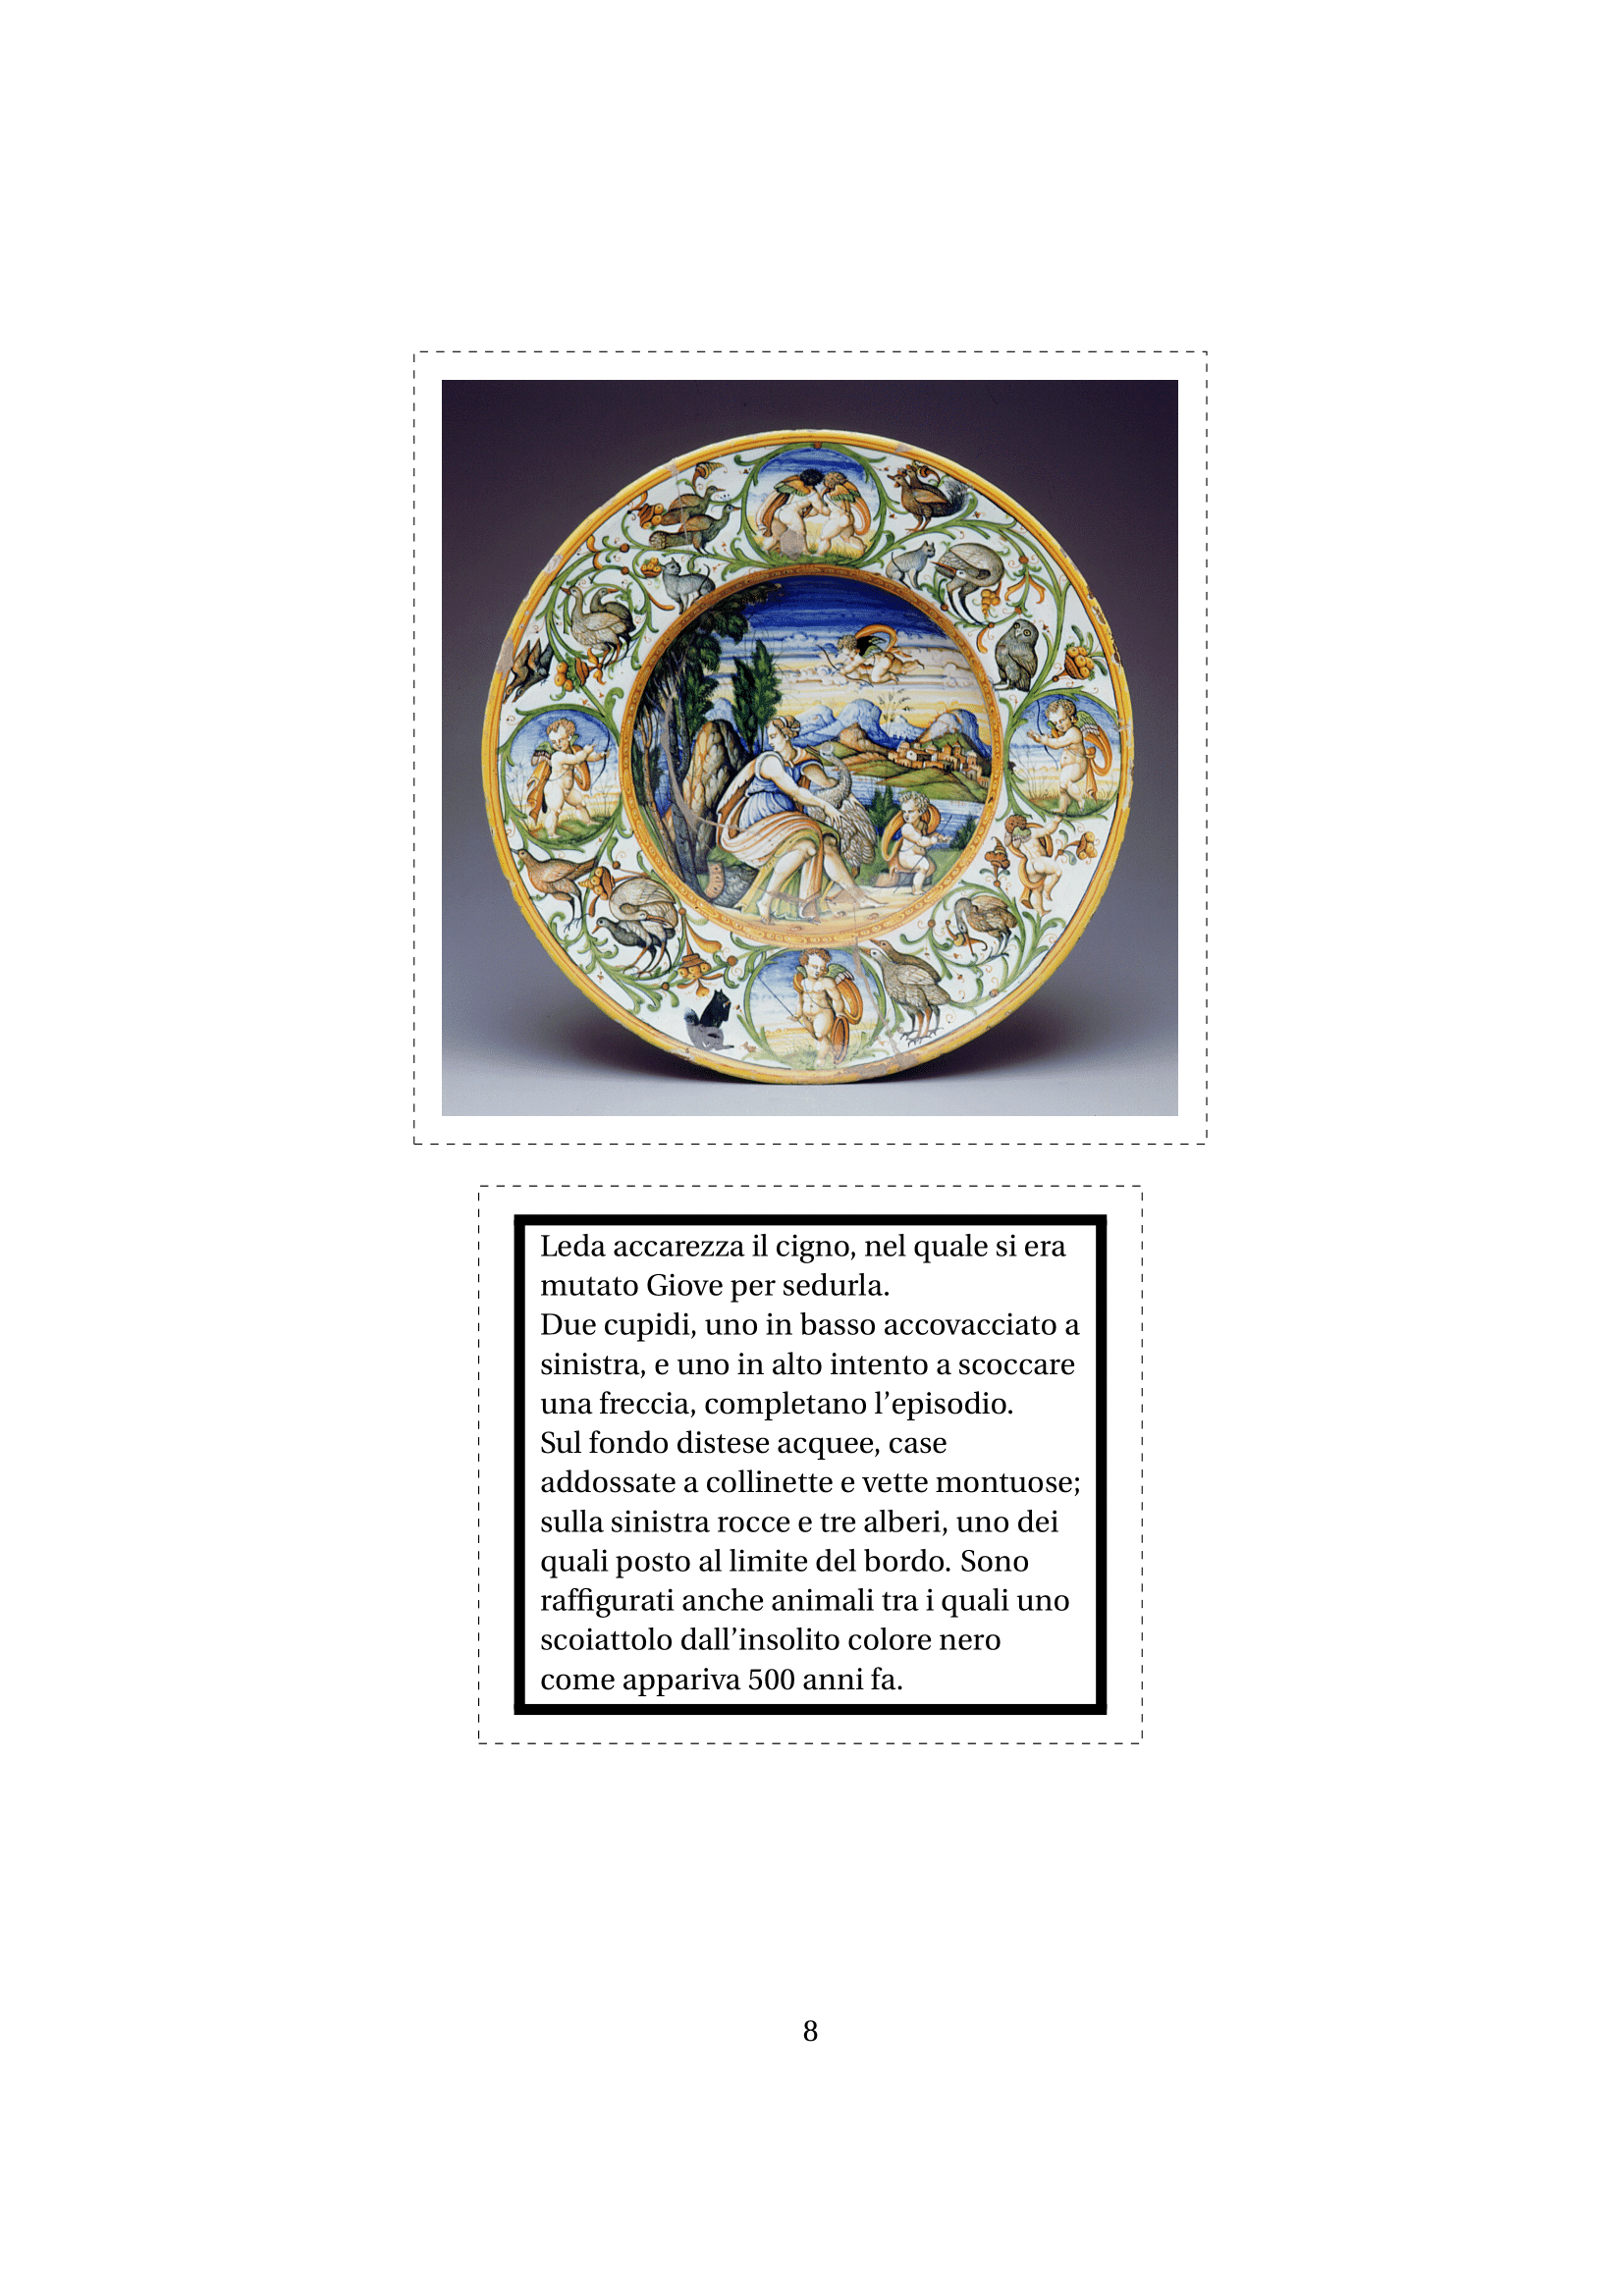 Leda accarezza il cigno, nel quale si era
mutato Giove per sedurla.
Due cupidi, uno in basso accovacciato a
sinistra, e uno in alto intento a scoccare
una freccia, completano l’episodio.
Sul fondo distese acquee, case
addossate a collinette e vette montuose;
sulla sinistra rocce e tre alberi, uno dei
quali posto al limite del bordo. Sono
raffigurati anche animali tra i quali uno
scoiattolo dall’insolito colore nero
come appariva 500 anni fa.
8